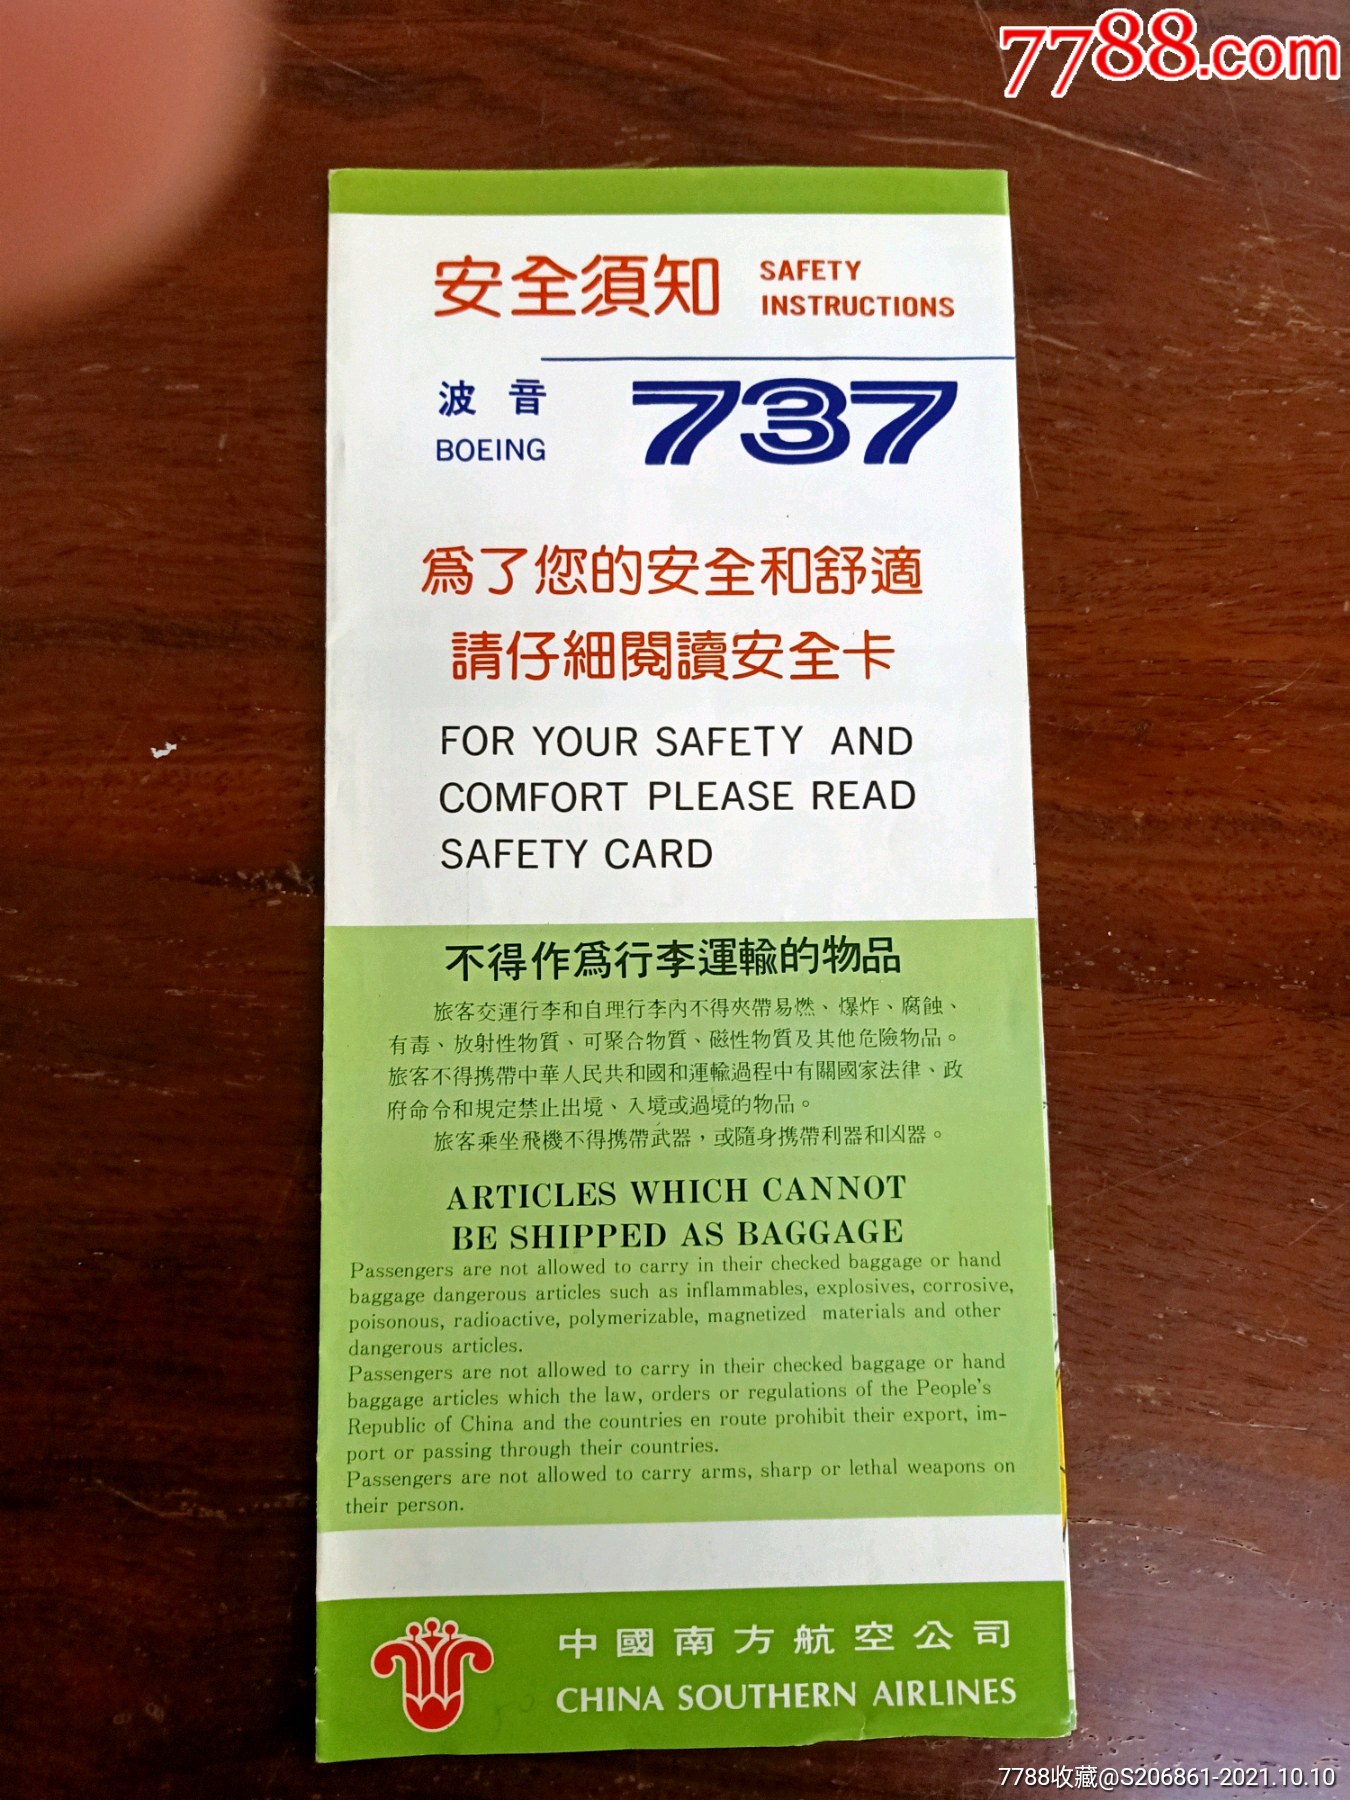 7788.com
安全須知
SAFETY
INSTRUCTIONS
波音
737
BOEING
爲了您的安全和舒適
請仔細閱讀安全卡
FOR YOUR SAFETY AND
COMFORT PLEASE READ
SAFETY CARD
不得作爲行李運輸的物品
旅客交運行李和自理行李內不得夾帶易燃、爆炸、腐蝕、
有毒、放射性物質、可聚合物質、磁性物質及其他危險物品。
旅客不得携帶中華人民共和國和運輸過程中有關國家法律、政
府命令和規定禁止出境、入境或過境的物品。
旅客乘坐飛機不得携帶武器，或隨身携帶利器和凶器。
ARTICLES WHICH CANNOT
BE SHIPPED AS BAGGAGE
Passengers are not allowed to carry in their checked baggage or hand
baggage dangerous articles such as inflammables, explosives, corrosive,
poisonous, radioactive, polymerizable, magnetized materials and other
dangerous articles.
Passengers are not allowed to carry in their checked baggage or hand
baggage articles which the law, orders or regulations of the People's
Republic of China and the countries en route prohibit their export, im-
port or passing through their countries.
Passengers are not allowed to carry arms, sharp or lethal weapons on
their person.
中國南方航空公司
CHINA SOUTHERN AIRLINES
7788收藏@S206861-2021.10.10